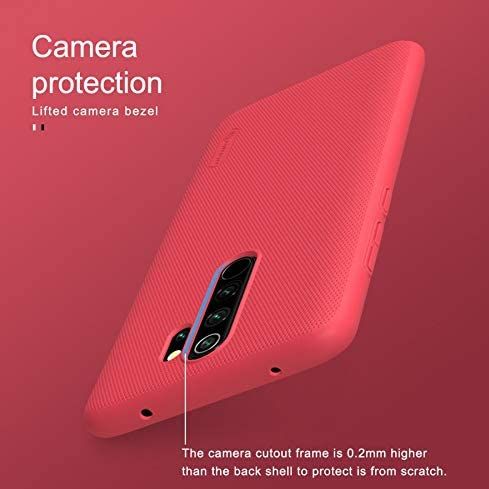 Camera
protection
Lifted camera bezel
The camera cutout frame is 0.2mm higher
than the back shell to protect is from scratch.